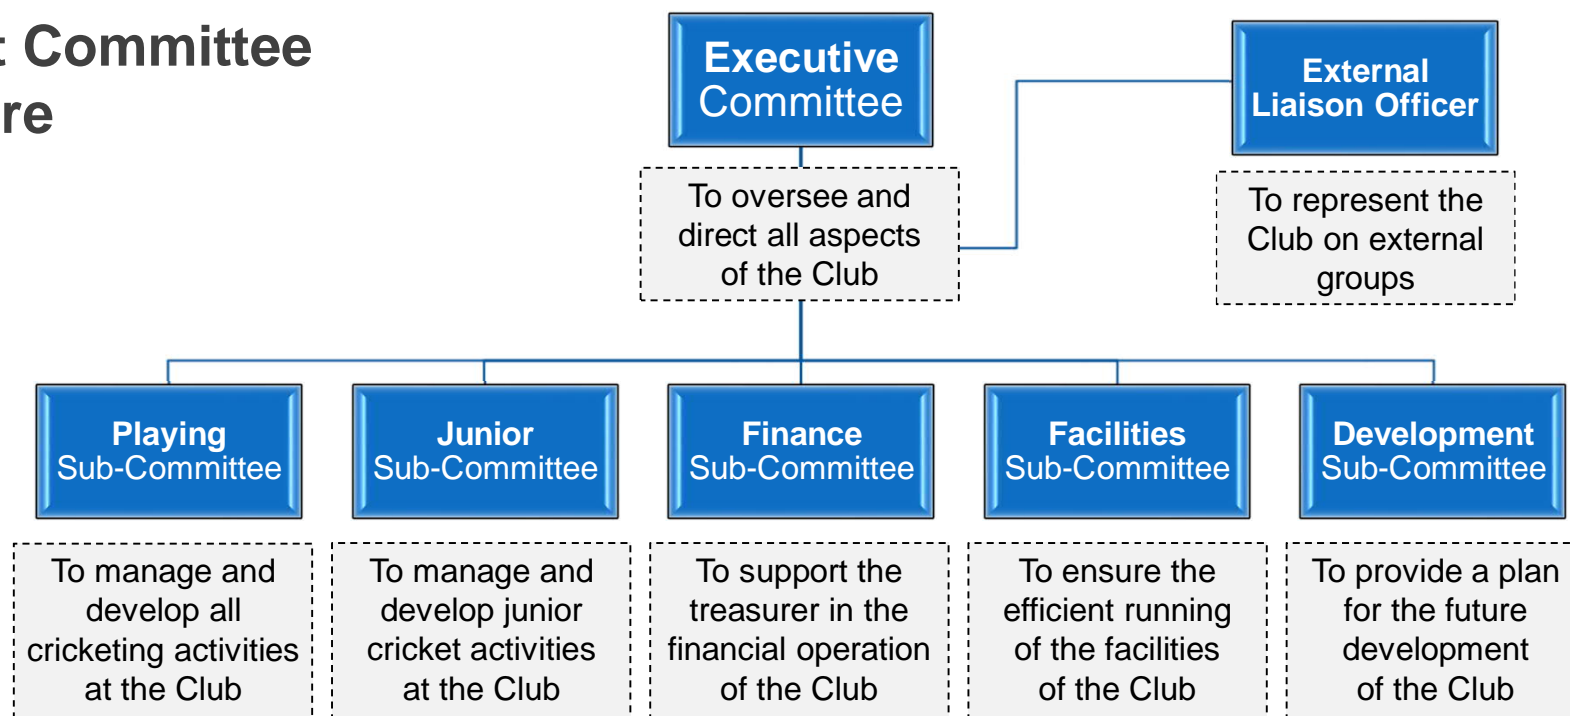 t Committee
re
Executive
Committee
External
Liaison Officer
To oversee and
direct all aspects
of the Club
To represent the
Club on external
groups
Playing
Sub-Committee
Junior
Sub-Committee
Finance
Sub-Committee
Facilities
Sub-Committee
Development
Sub-Committee
To manage and
develop all
cricketing activities
at the Club
To manage and
develop junior
cricket activities
at the Club
To support the
treasurer in the
financial operation
of the Club
To ensure the
efficient running
of the facilities
of the Club
To provide a plan
for the future
development
of the Club